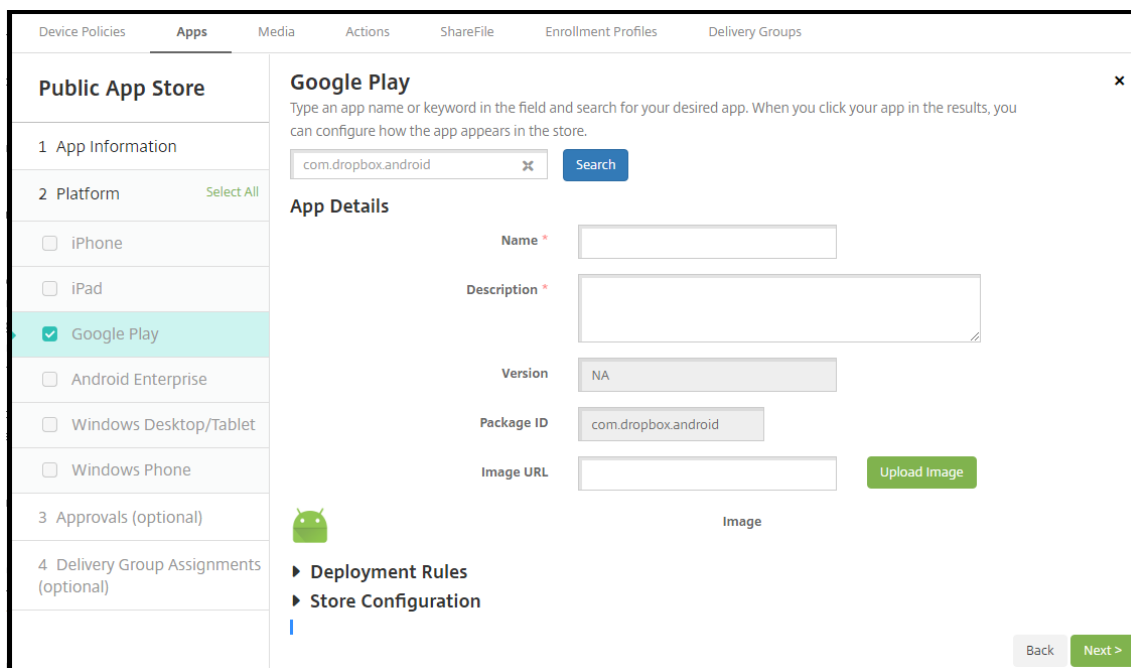 Device Policies Apps Media Actions ShareFile Enrollment Profiles Delivery Groups
Public App Store
1 App Information
2 Platform Select All
iPhone
iPad
Google Play
Android Enterprise
Windows Desktop/Tablet
Windows Phone
3 Approvals (optional)
4 Delivery Group Assignments
(optional)
Google Play
Type an app name or keyword in the field and search for your desired app. When you click your app in the results, you
can configure how the app appears in the store.
com.dropbox.android Search
App Details
Name *
Description *
Version NA
Package ID com.dropbox.android
Image URL Upload Image
Image
Deployment Rules
Store Configuration
Back Next >